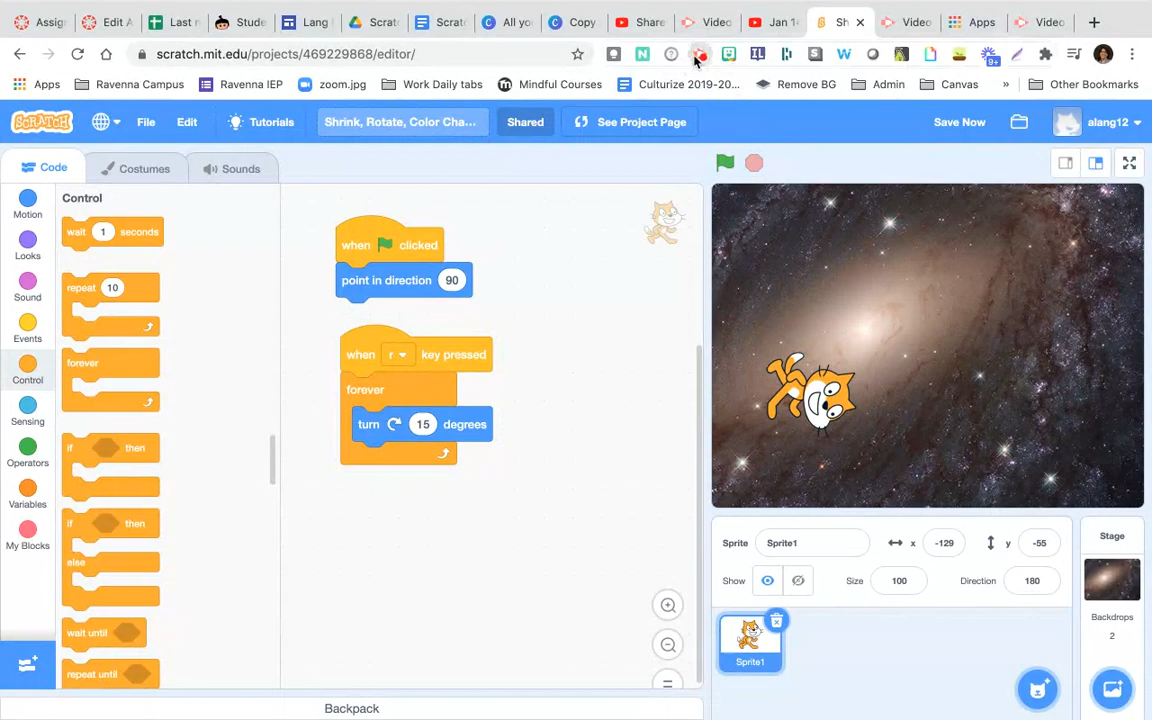 Assig
Edit A
Last n
Stude
Lang
Scrat
Scrat
All yo
Copy
Share
Video
Jan 14
Sh
Video
Apps
Video
scratch.mit.edu/projects/469229868/editor/
9+
Apps
Ravenna Campus
Ravenna IEP
zoom.jpg
Work Daily tabs
Mindful Courses
Culturize 2019-20...
Remove BG
Admin
Canvas
»
Other Bookmarks
SCRATCH
File
Edit
Tutorials
Shrink, Rotate, Color Cha...
Shared
See Project Page
Save Now
alang12
Code
Costumes
Sounds
Motion
Looks
Sound
Events
Control
Sensing
Operators
Variables
My Blocks
Control
wait 1 seconds
repeat 10
forever
if then
if then
else
wait until
repeat until
when clicked
point in direction 90
when r key pressed
forever
turn 15 degrees
Sprite
Sprite1
x -129
y -55
Show
Size 100
Direction 180
Sprite1
Stage
Backdrops
2
Backpack